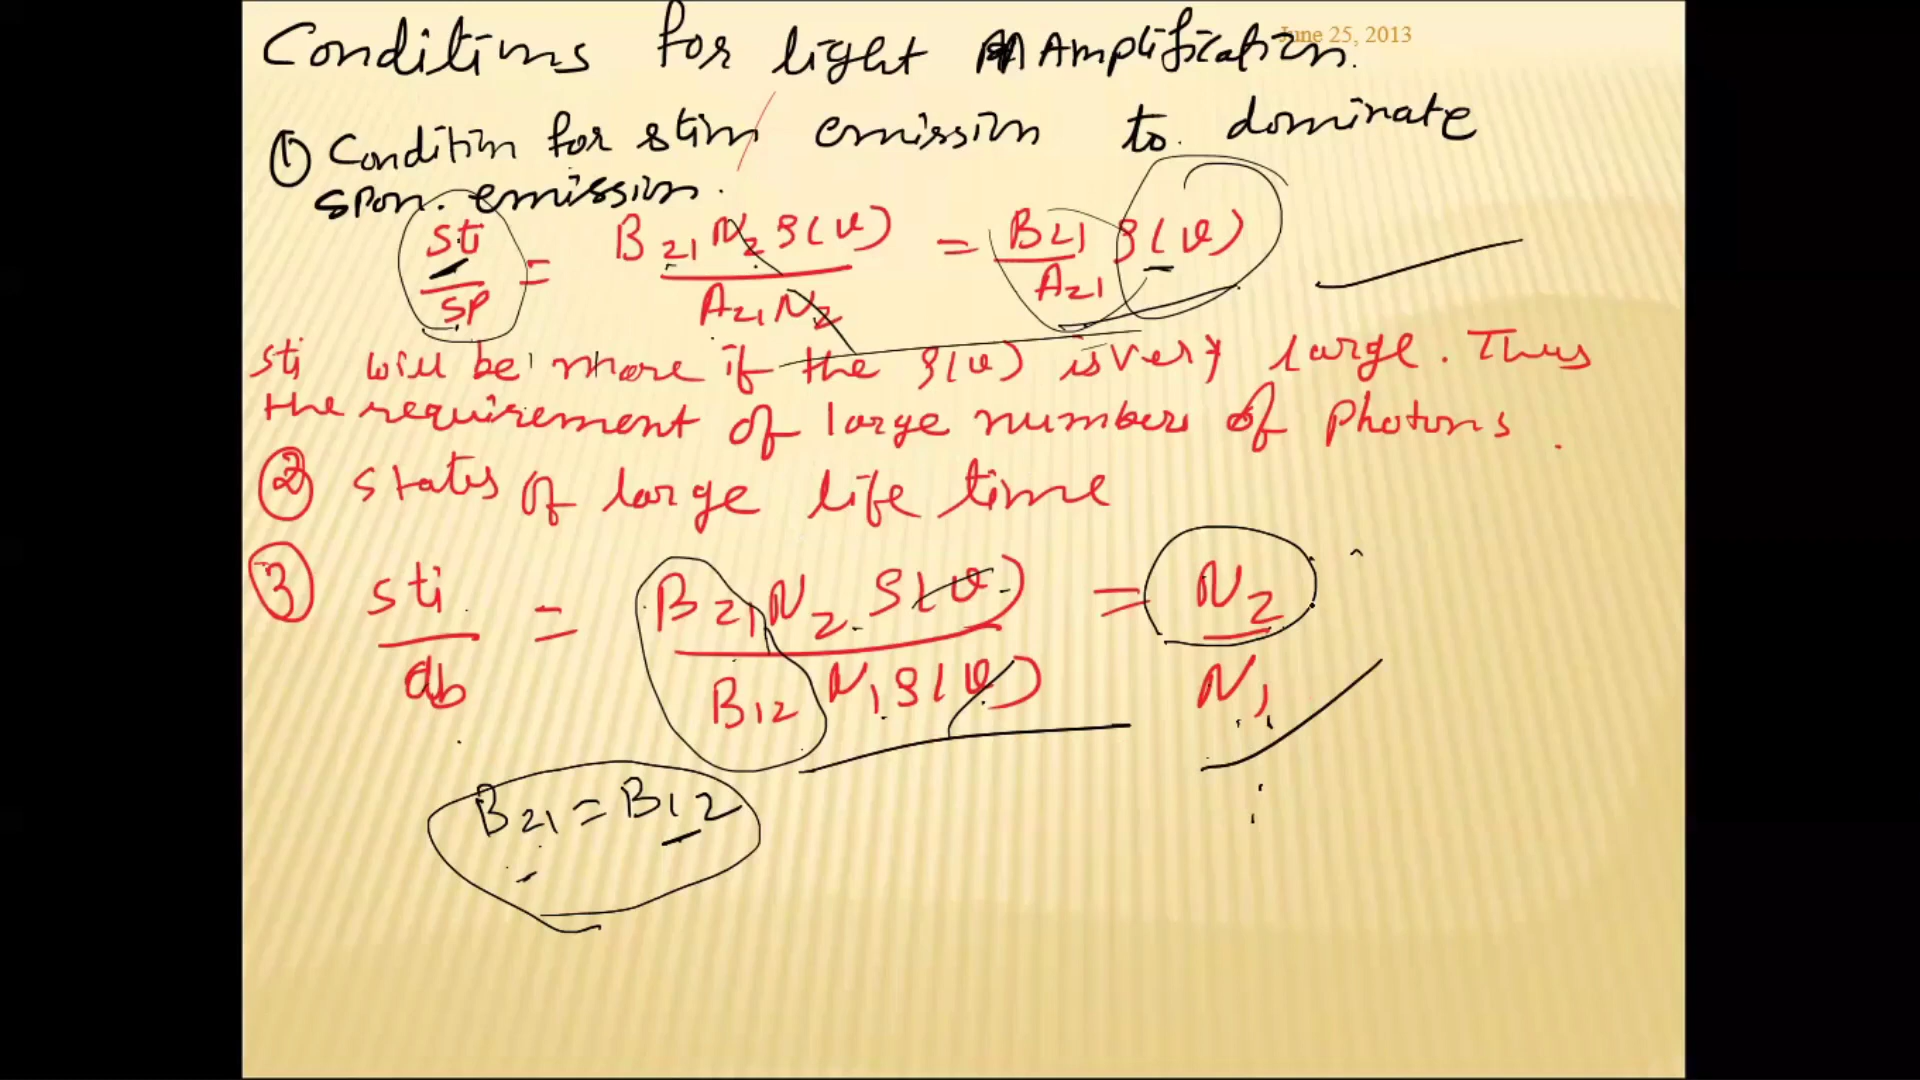 June 25, 2013
Conditions for light Amplification.
① Condition for stim emission to dominate
spon. emission.
sti/sp = B21 N2 ρ(ν) / A21 N2 = B21/A21 ρ(ν)
sti will be more if the ρ(ν) is very large. Thus
the requirement of large number of photons.
② states of large life time
③ sti/ab = B21 N2 ρ(ν) / B12 N1 ρ(ν) = N2/N1
B21 = B12